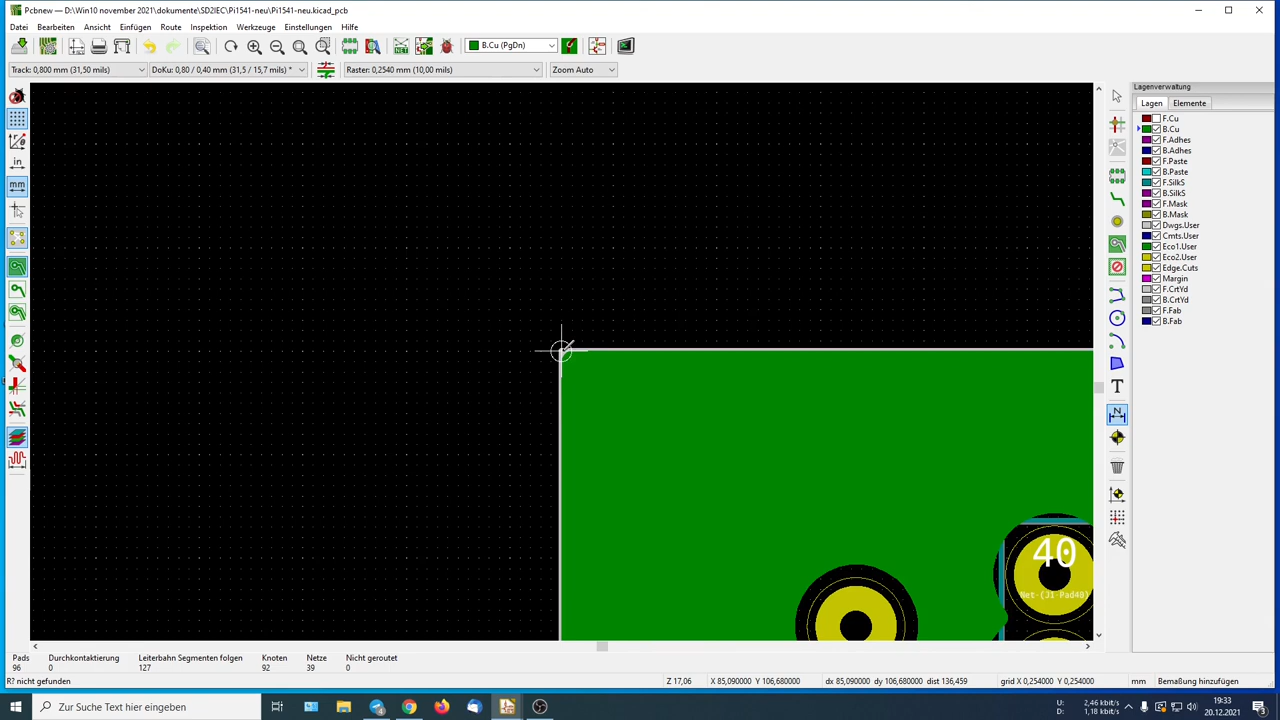 Pcbnew — D:\Win10 november 2021\dokumente\SD2IEC\Pi1541-neu\Pi1541-neu.kicad_pcb
Datei Bearbeiten Ansicht Einfügen Route Inspektion Werkzeuge Einstellungen Hilfe
NET
B.Cu (PgDn)
Track: 0,800 mm (31,50 mils)
DoKu: 0,80 / 0,40 mm (31,5 / 15,7 mils) *
Raster: 0,2540 mm (10,00 mils)
Zoom Auto
Lagenverwaltung
Lagen Elemente
F.Cu
B.Cu
F.Adhes
B.Adhes
F.Paste
B.Paste
F.SilkS
B.SilkS
F.Mask
B.Mask
Dwgs.User
Cmts.User
Eco1.User
Eco2.User
Edge.Cuts
Margin
F.CrtYd
B.CrtYd
F.Fab
B.Fab
in
mm
T
N
40
Net-(J1-Pad40)
Pads Durchkontaktierung Leiterbahn Segmenten folgen Knoten Netze Nicht geroutet
96 0 127 92 39 0
R? nicht gefunden
Z 17,06
X 85,090000 Y 106,680000
dx 85,090000 dy 106,680000 dist 136,459
grid X 0,254000 Y 0,254000
mm
Bemaßung hinzufügen
Zur Suche Text hier eingeben
U: 2,46 kBit/s
D: 1,18 kBit/s
19:33
20.12.2021